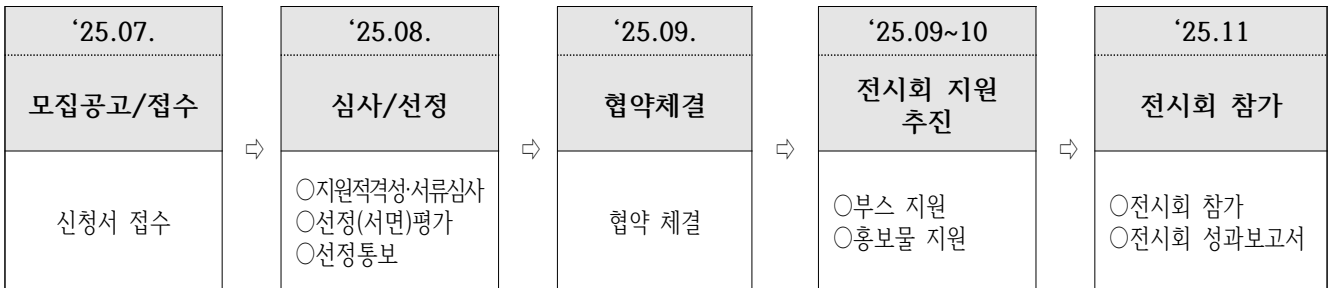 ‘25.07.
모집공고/접수
신청서 접수
⇨
‘25.08.
심사/선정
○지원적격성·서류심사
○선정(서면)평가
○선정통보
⇨
‘25.09.
협약체결
협약 체결
⇨
‘25.09~10
전시회 지원
추진
○부스 지원
○홍보물 지원
⇨
‘25.11
전시회 참가
○전시회 참가
○전시회 성과보고서